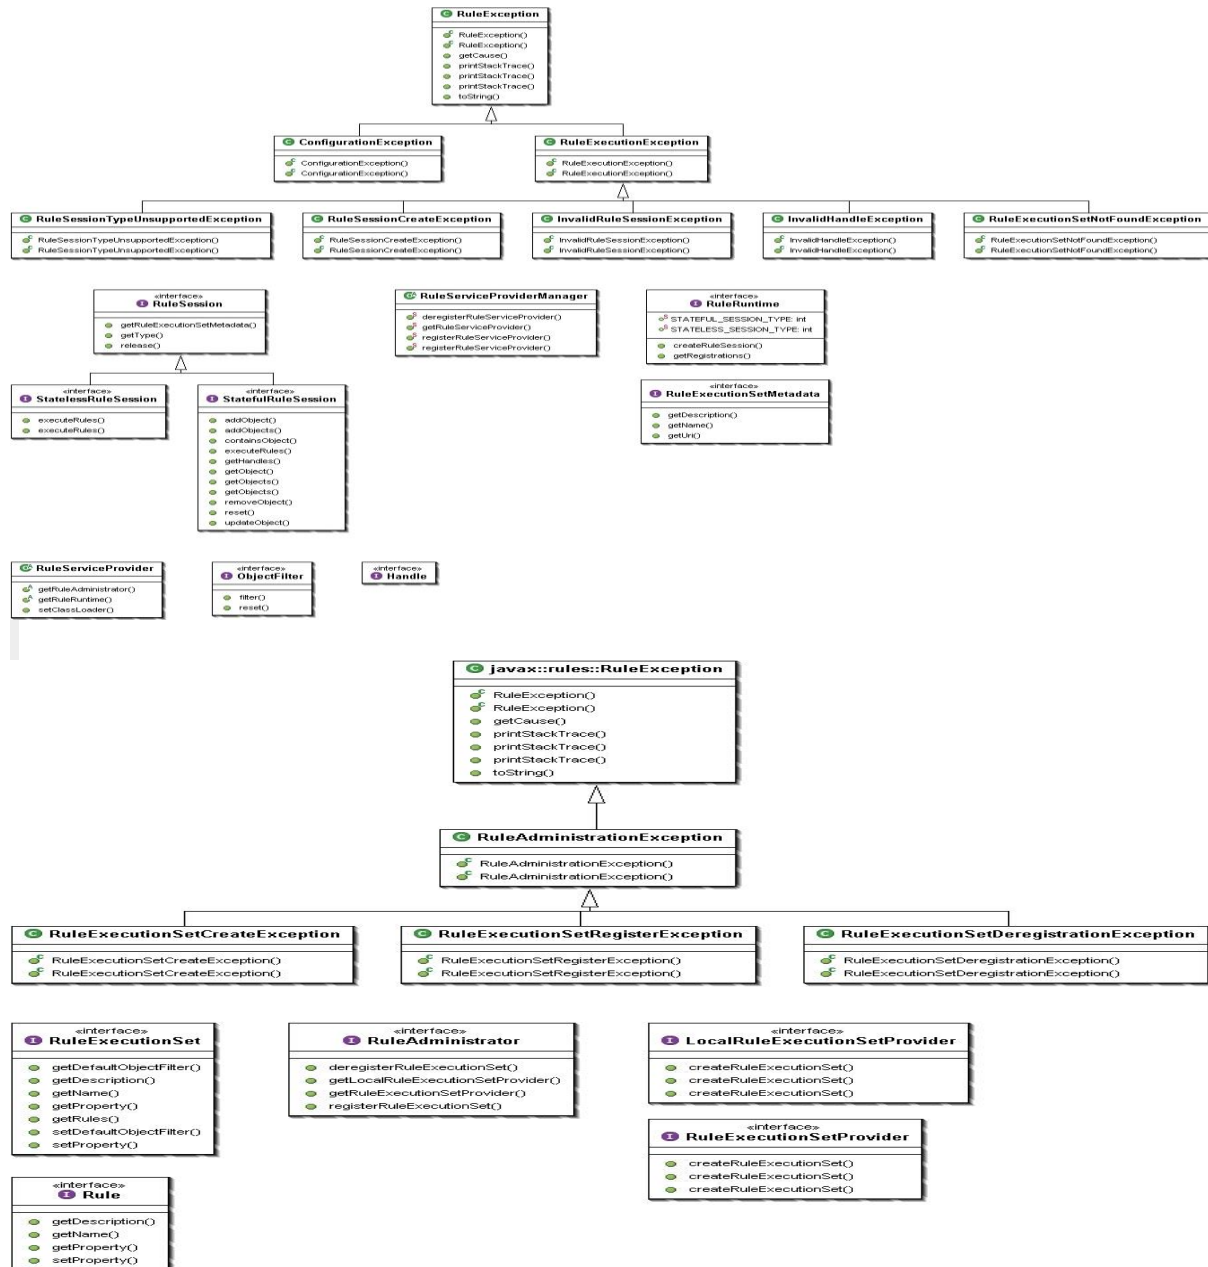 RuleException
RuleException()
RuleException()
getCause()
printStackTrace()
printStackTrace()
printStackTrace()
toString()
ConfigurationException
ConfigurationException()
ConfigurationException()
RuleExecutionException
RuleExecutionException()
RuleExecutionException()
RuleSessionTypeUnsupportedException
RuleSessionTypeUnsupportedException()
RuleSessionTypeUnsupportedException()
RuleSessionCreateException
RuleSessionCreateException()
RuleSessionCreateException()
InvalidRuleSessionException
InvalidRuleSessionException()
InvalidRuleSessionException()
InvalidHandleException
InvalidHandleException()
InvalidHandleException()
RuleExecutionSetNotFoundException
RuleExecutionSetNotFoundException()
RuleExecutionSetNotFoundException()
«interface»
RuleSession
getRuleExecutionSetMetadata()
getType()
release()
RuleServiceProviderManager
deregisterRuleServiceProvider()
getRuleServiceProvider()
registerRuleServiceProvider()
registerRuleServiceProvider()
«interface»
RuleRuntime
STATEFUL_SESSION_TYPE: int
STATELESS_SESSION_TYPE: int
createRuleSession()
getRegistrations()
«interface»
StatelessRuleSession
executeRules()
executeRules()
«interface»
StatefulRuleSession
addObject()
addObjects()
containsObject()
executeRules()
getHandles()
getObject()
getObjects()
getObjects()
removeObject()
reset()
updateObject()
«interface»
RuleExecutionSetMetadata
getDescription()
getName()
getUri()
RuleServiceProvider
getRuleAdministrator()
getRuleRuntime()
setClassLoader()
«interface»
ObjectFilter
filter()
reset()
«interface»
Handle
javax::rules::RuleException
RuleException()
RuleException()
getCause()
printStackTrace()
printStackTrace()
printStackTrace()
toString()
RuleAdministrationException
RuleAdministrationException()
RuleAdministrationException()
RuleExecutionSetCreateException
RuleExecutionSetCreateException()
RuleExecutionSetCreateException()
RuleExecutionSetRegisterException
RuleExecutionSetRegisterException()
RuleExecutionSetRegisterException()
RuleExecutionSetDeregistrationException
RuleExecutionSetDeregistrationException()
RuleExecutionSetDeregistrationException()
«interface»
RuleExecutionSet
getDefaultObjectFilter()
getDescription()
getName()
getProperty()
getRules()
setDefaultObjectFilter()
setProperty()
«interface»
RuleAdministrator
deregisterRuleExecutionSet()
getLocalRuleExecutionSetProvider()
getRuleExecutionSetProvider()
registerRuleExecutionSet()
«interface»
LocalRuleExecutionSetProvider
createRuleExecutionSet()
createRuleExecutionSet()
createRuleExecutionSet()
«interface»
RuleExecutionSetProvider
createRuleExecutionSet()
createRuleExecutionSet()
createRuleExecutionSet()
«interface»
Rule
getDescription()
getName()
getProperty()
setProperty()